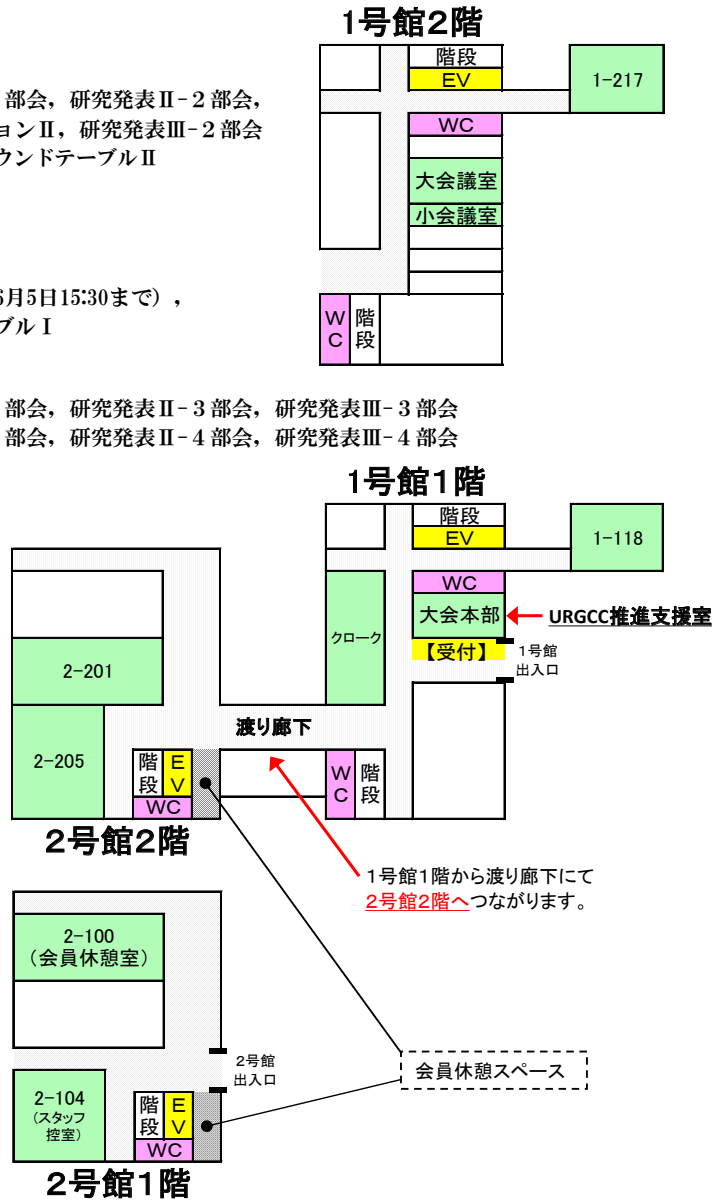 1号館2階
部会，研究発表Ⅱ-２部会，
ョンⅡ，研究発表Ⅲ-２部会
ウンドテーブルⅡ
階段
EV
1-217
WC
大会議室
小会議室
月5日15:30まで），
ブルⅠ
WC
階段
部会，研究発表Ⅱ-３部会，研究発表Ⅲ-３部会
部会，研究発表Ⅱ-４部会，研究発表Ⅲ-４部会
1号館1階
階段
EV
1-118
WC
クローク
大会本部
URGCC推進支援室
【受付】
1号館
出入口
2-201
渡り廊下
2-205
階段
EV
WC
WC
階段
2号館2階
1号館1階から渡り廊下にて
2号館2階へつながります。
2-100
（会員休憩室）
2号館
出入口
会員休憩スペース
2-104
（スタッフ
控室）
階段
EV
WC
2号館1階